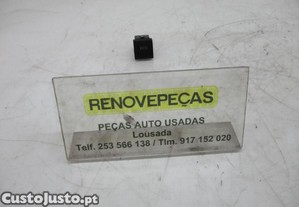 RENOVEPEÇAS
PEÇAS AUTO USADAS
Lousada
Telf. 253 566 138 / Tlm. 917 152 020
CustoJusto.pt